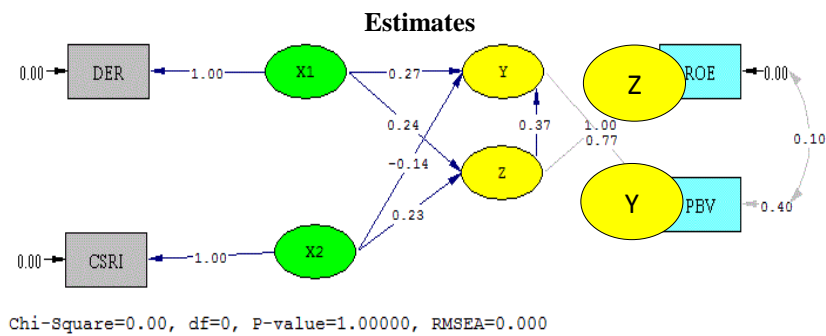 Estimates
0.00 DER 1.00 X1 0.27 Y Z ROE 0.00
0.24 0.37 1.00 0.10
-0.14 0.77
Z
0.23 Y PBV 0.40
0.00 CSRI 1.00 X2
Chi-Square=0.00, df=0, P-value=1.00000, RMSEA=0.000